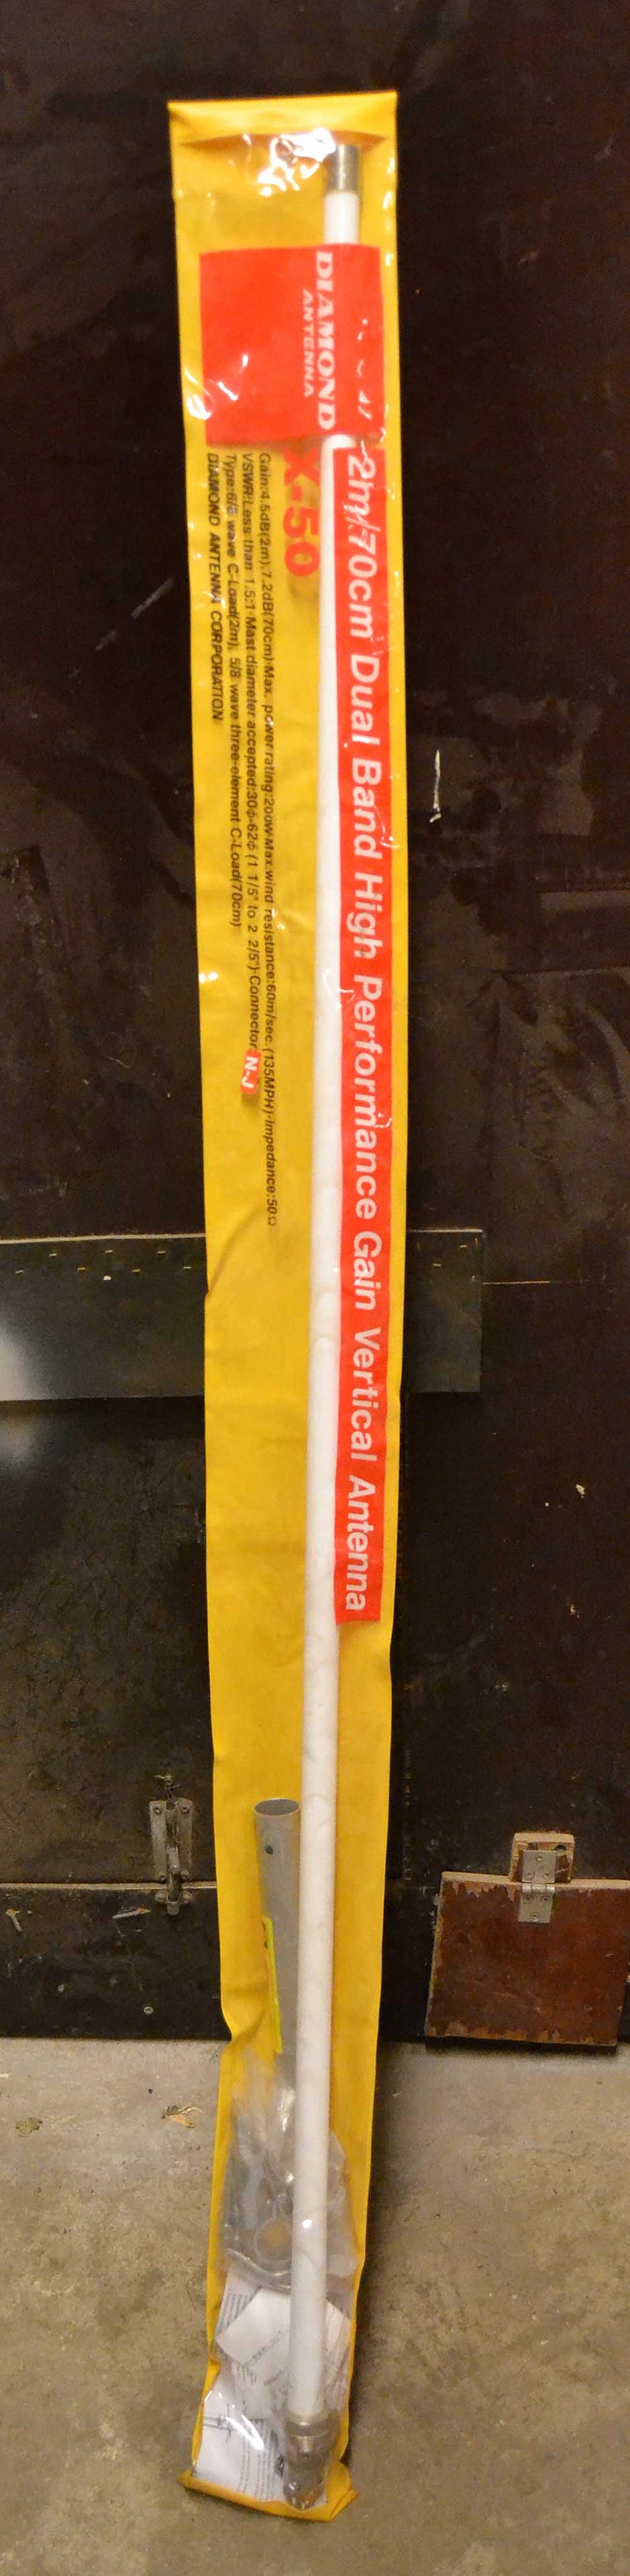 DIAMOND
ANTENNA
2m/70cm Dual Band High Performance Gain Vertical Antenna
X-50
Gain:4.5dB(2m),7.2dB(70cm)·Max. power rating:200W·Max.wind resistance:60m/sec.(135MPH)·Impedance:50Ω
VSWR:Less than 1.5:1·Mast diameter accepted:30ϕ-62ϕ (1 1/5" to 2 2/5")·Connector N-J
Type:6/8 wave C-Load(2m), 5/8 wave three-element C-Load(70cm)
DIAMOND ANTENNA CORPORATION